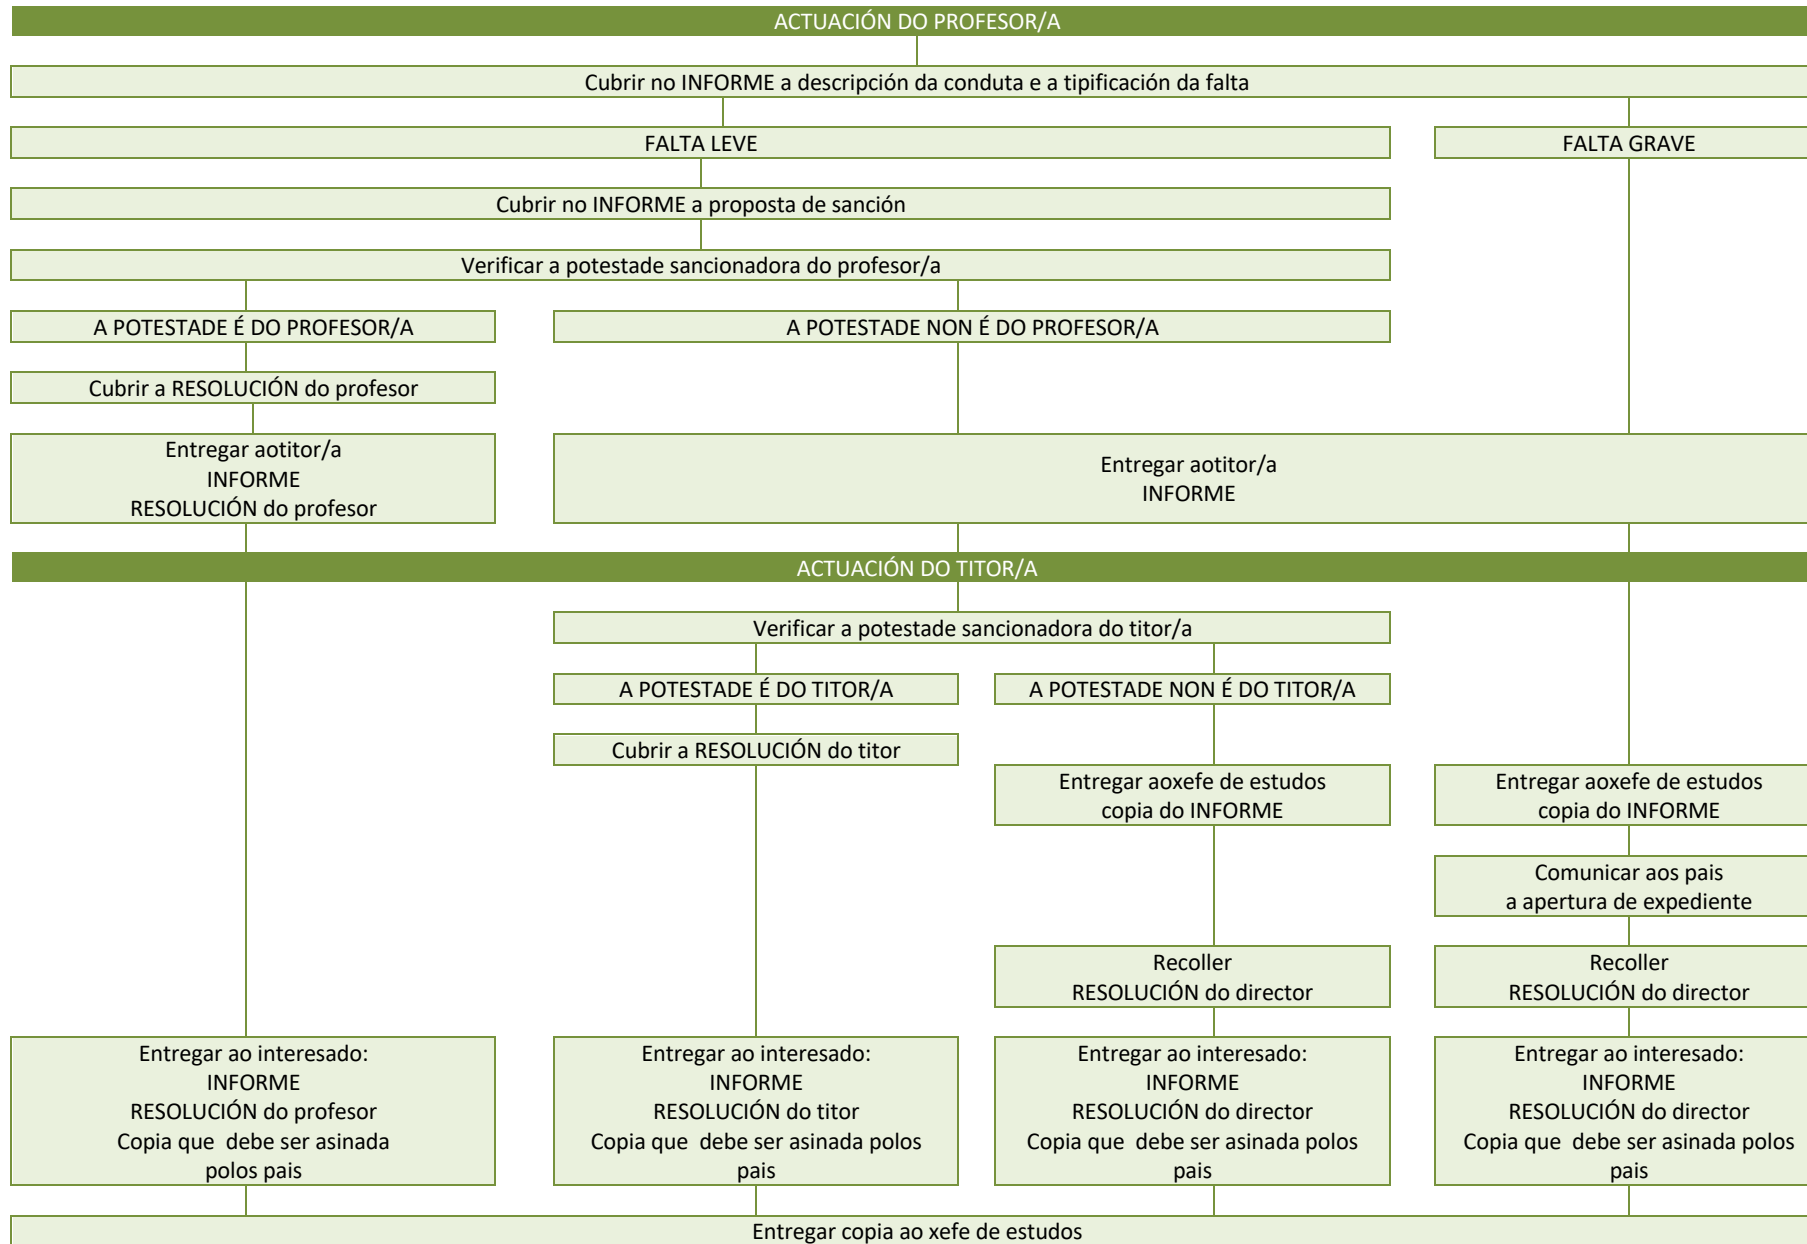 ACTUACIÓN DO PROFESOR/A
Cubrir no INFORME a descripción da conduta e a tipificación da falta
FALTA LEVE
FALTA GRAVE
Cubrir no INFORME a proposta de sanción
Verificar a potestade sancionadora do profesor/a
A POTESTADE É DO PROFESOR/A
A POTESTADE NON É DO PROFESOR/A
Cubrir a RESOLUCIÓN do profesor
Entregar aotitor/a
INFORME
RESOLUCIÓN do profesor
Entregar aotitor/a
INFORME
ACTUACIÓN DO TITOR/A
Verificar a potestade sancionadora do titor/a
A POTESTADE É DO TITOR/A
A POTESTADE NON É DO TITOR/A
Cubrir a RESOLUCIÓN do titor
Entregar aoxefe de estudos
copia do INFORME
Entregar aoxefe de estudos
copia do INFORME
Comunicar aos pais
a apertura de expediente
Recoller
RESOLUCIÓN do director
Recoller
RESOLUCIÓN do director
Entregar ao interesado:
INFORME
RESOLUCIÓN do profesor
Copia que  debe ser asinada
polos pais
Entregar ao interesado:
INFORME
RESOLUCIÓN do titor
Copia que  debe ser asinada polos
pais
Entregar ao interesado:
INFORME
RESOLUCIÓN do director
Copia que  debe ser asinada polos
pais
Entregar ao interesado:
INFORME
RESOLUCIÓN do director
Copia que  debe ser asinada polos
pais
Entregar copia ao xefe de estudos